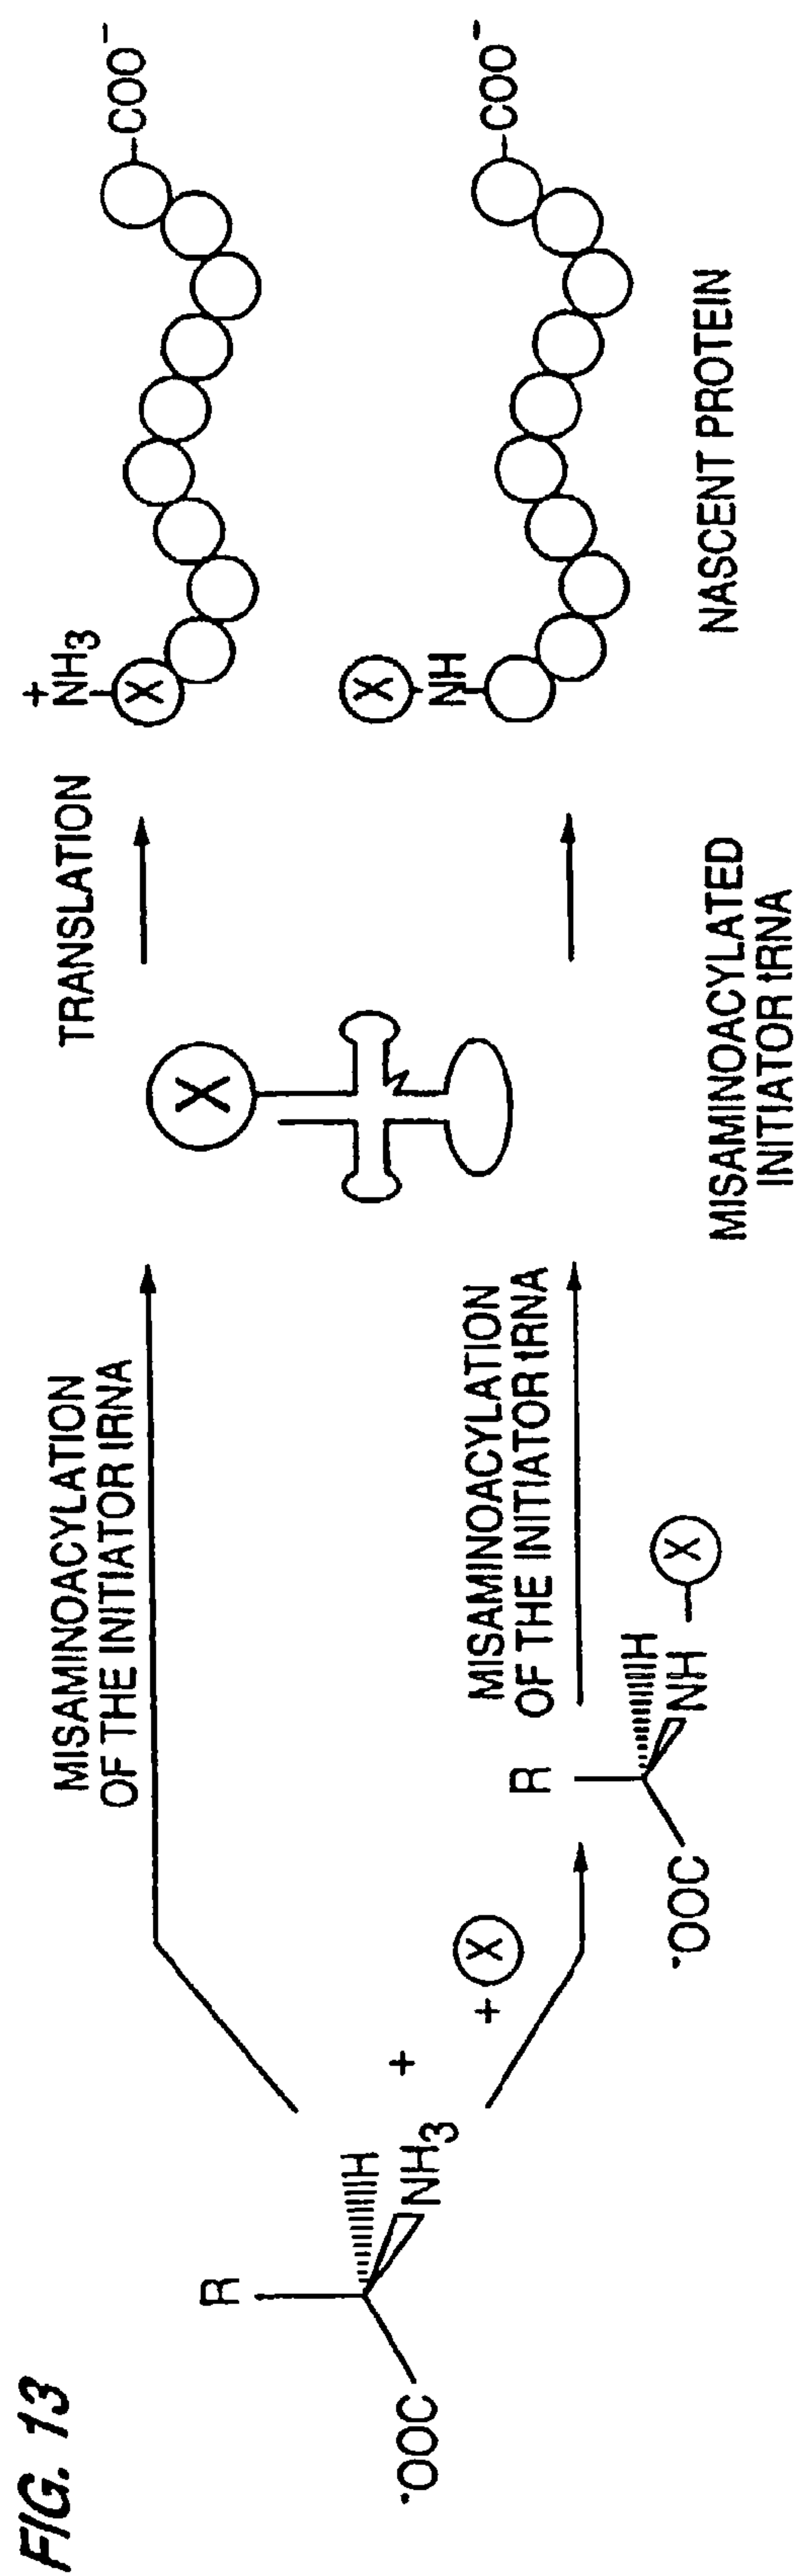 FIG. 13
R
H
NH3
+
-OOC
+ X
MISAMINOACYLATION
OF THE INITIATOR tRNA
R
H
NH
X
-OOC
MISAMINOACYLATION
OF THE INITIATOR tRNA
X
MISAMINOACYLATED
INITIATOR tRNA
TRANSLATION
+
NH3
X
COO-
X
NH
COO-
NASCENT PROTEIN